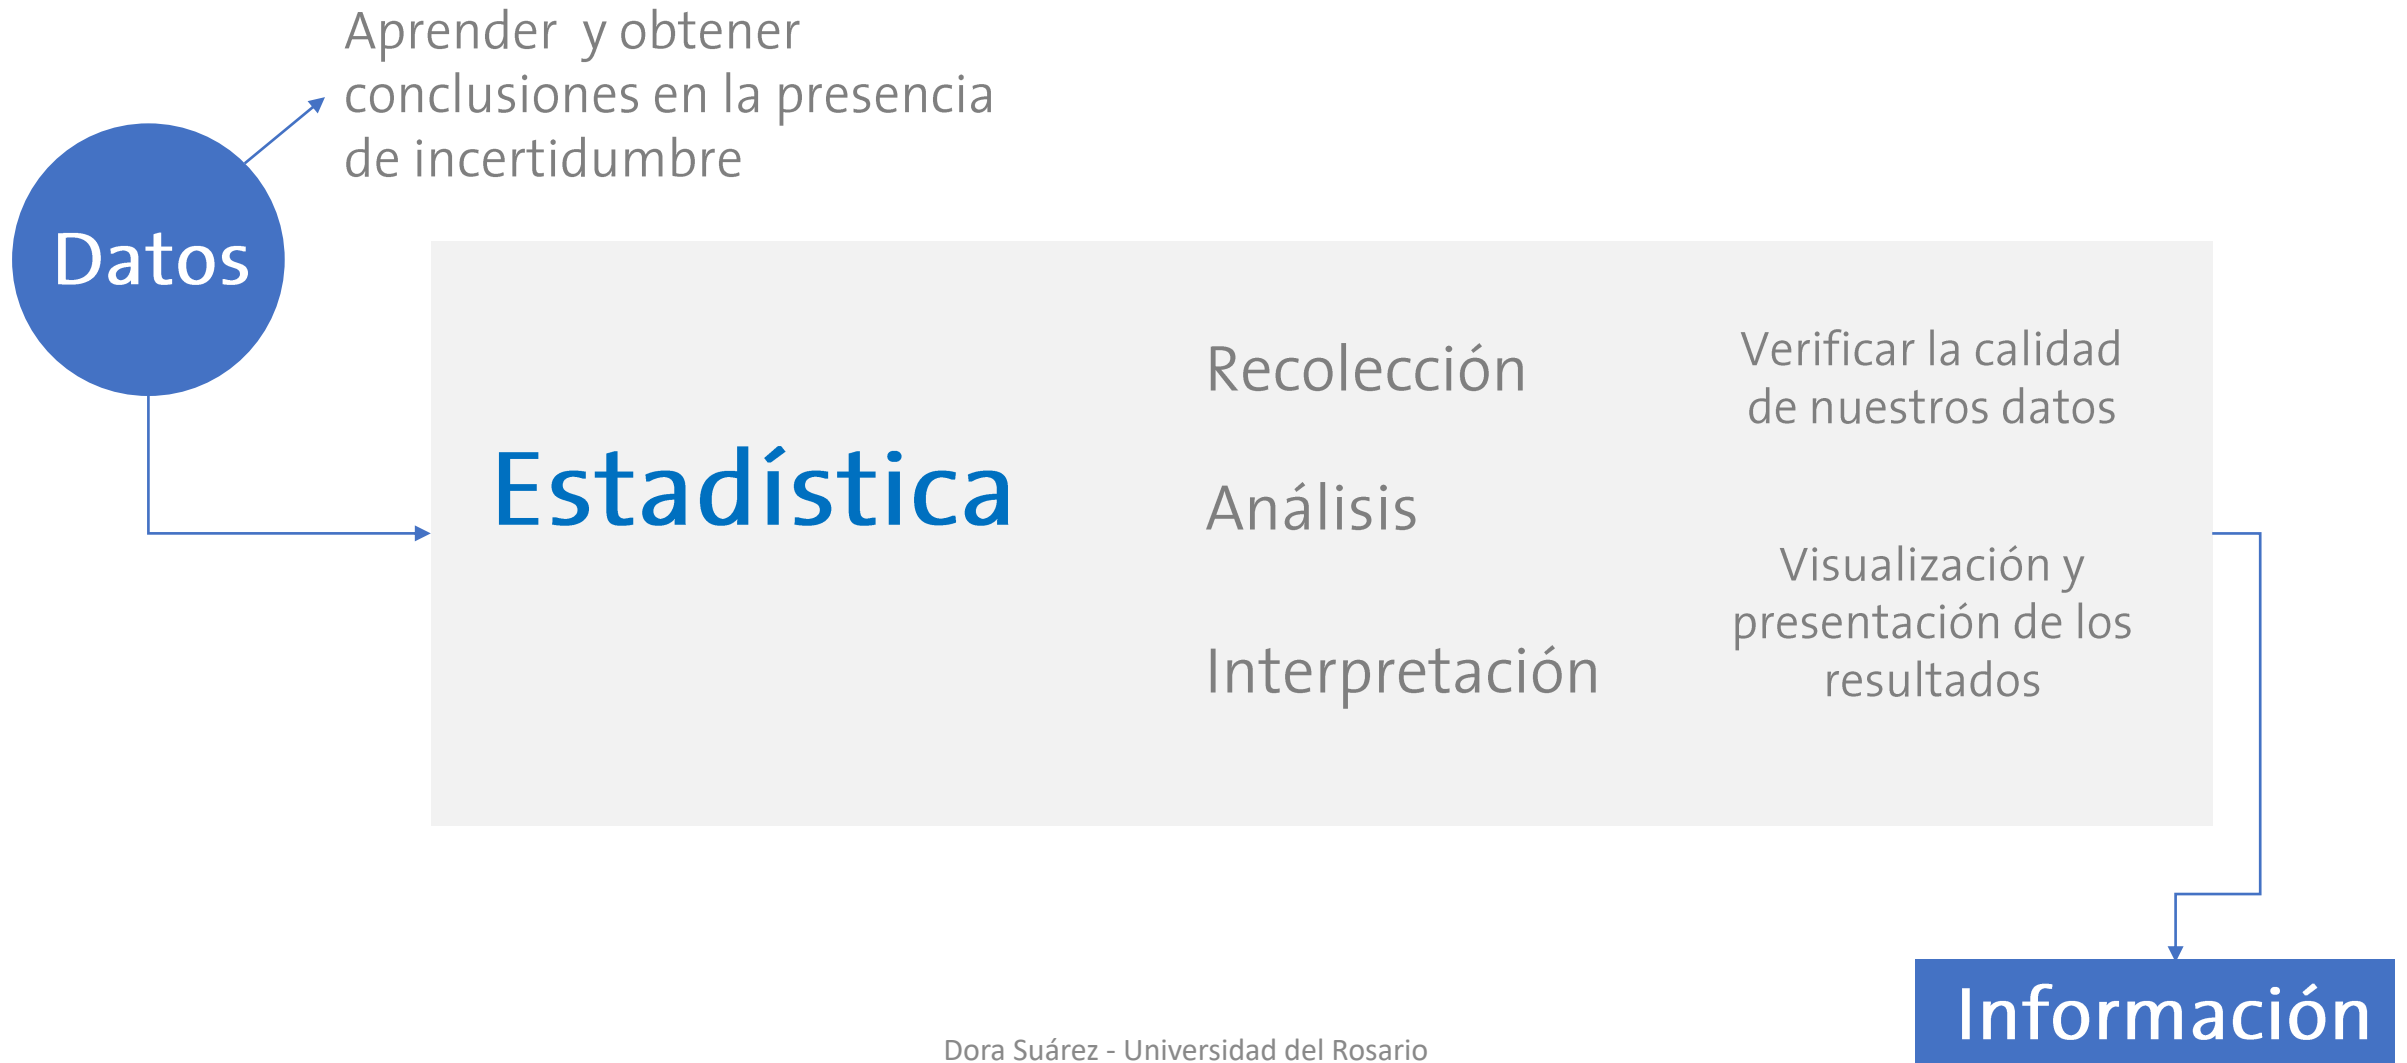 Aprender y obtener
conclusiones en la presencia
de incertidumbre
Datos
Estadística
Recolección
Análisis
Interpretación
Verificar la calidad
de nuestros datos
Visualización y
presentación de los
resultados
Información
Dora Suárez - Universidad del Rosario